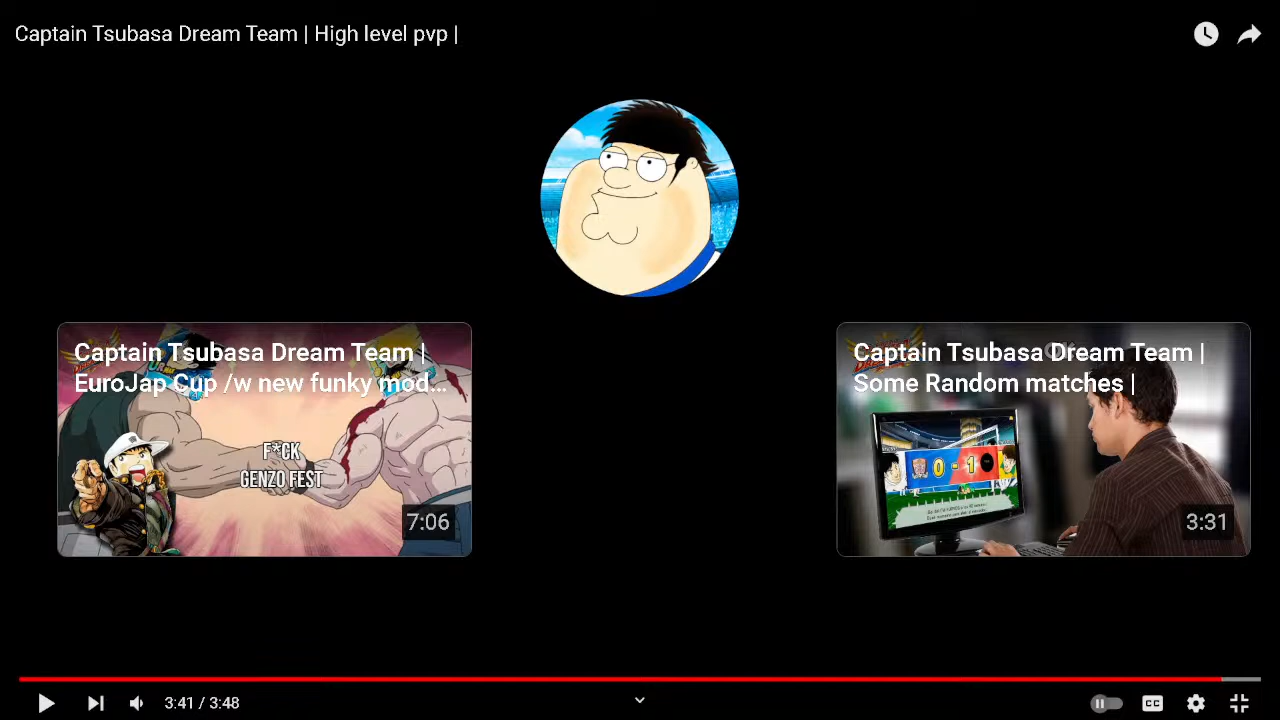 Captain Tsubasa Dream Team | High level pvp |
Captain Tsubasa Dream Team |
EuroJap Cup /w new funky mod...
F*CK
GENZO FEST
7:06
Captain Tsubasa Dream Team |
Some Random matches |
0 - 1
3:31
3:41 / 3:48
CC